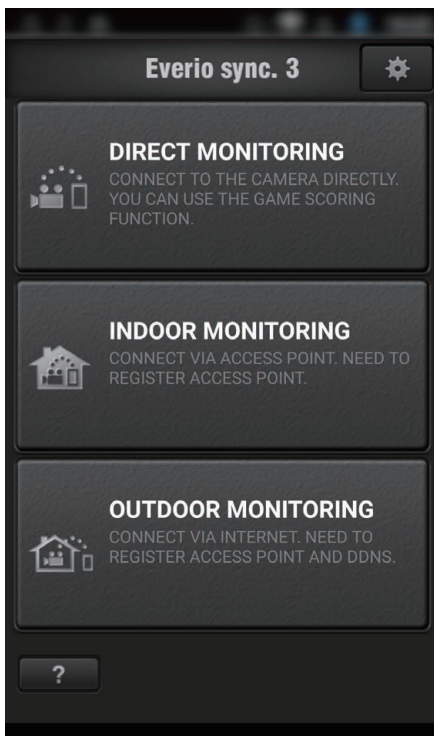 Everio sync. 3
DIRECT MONITORING
CONNECT TO THE CAMERA DIRECTLY.
YOU CAN USE THE GAME SCORING
FUNCTION.
INDOOR MONITORING
CONNECT VIA ACCESS POINT. NEED TO
REGISTER ACCESS POINT.
OUTDOOR MONITORING
CONNECT VIA INTERNET. NEED TO
REGISTER ACCESS POINT AND DDNS.
?